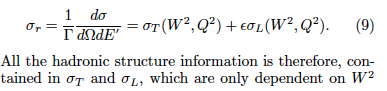 σᵣ = 1/Γ dσ/dΩdE′ = σ_T(W², Q²) + ϵσ_L(W², Q²). (9)
All the hadronic structure information is therefore, con-
tained in σ_T and σ_L, which are only dependent on W²